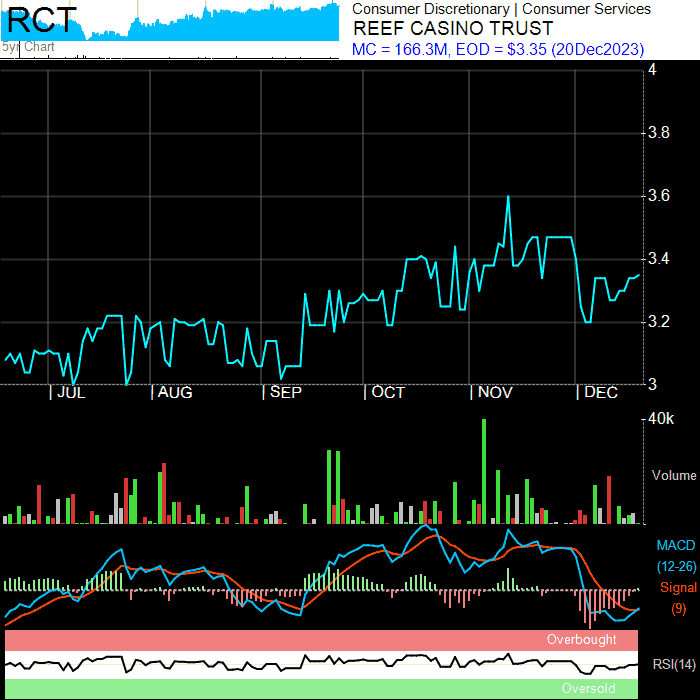 RCT
5yr Chart
Consumer Discretionary | Consumer Services
REEF CASINO TRUST
MC = 166.3M, EOD = $3.35 (20Dec2023)
4
3.8
3.6
3.4
3.2
3
| JUL | AUG | SEP | OCT | NOV | DEC
40k
Volume
MACD
(12-26)
Signal
(9)
Overbought
RSI(14)
Oversold